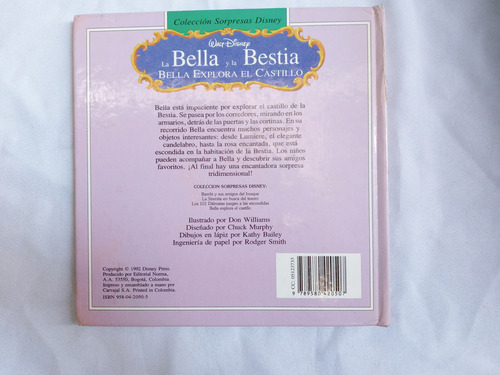 Colección Sorpresas Disney
WALT DISNEY
La Bella y la Bestia
BELLA EXPLORA EL CASTILLO
Bella está impaciente por explorar el castillo de la
Bestia. Se pasea por los corredores, mirando en los
armarios, detrás de las puertas y las cortinas. En su
recorrido Bella encuentra muchos personajes y
objetos interesantes: desde Lumière, el elegante
candelabro, hasta la rosa encantada, que está
escondida en la habitación de la Bestia. Los niños
pueden acompañar a Bella y descubrir sus amigos favoritos.
¡Al final hay una encantadora sorpresa
tridimensional!
COLECCION SORPRESAS DISNEY:
Bambi y sus amigos del bosque
La Sirenita en busca del tesoro
Los 101 Dálmatas juegan a las escondidas
Bella explora el castillo
Ilustrado por Don Williams
Diseñado por Chuck Murphy
Dibujos en lápiz por Kathy Bailey
Ingeniería de papel por Rodger Smith
Copyright © 1992 Disney Press.
Producido por Editorial Norma,
A.A. 53550, Bogotá, Colombia.
Impreso y ensamblado a mano por
Carvajal S.A. Printed in Colombia.
ISBN 958-04-2050-5
CC: 05122733
9 789580 420507